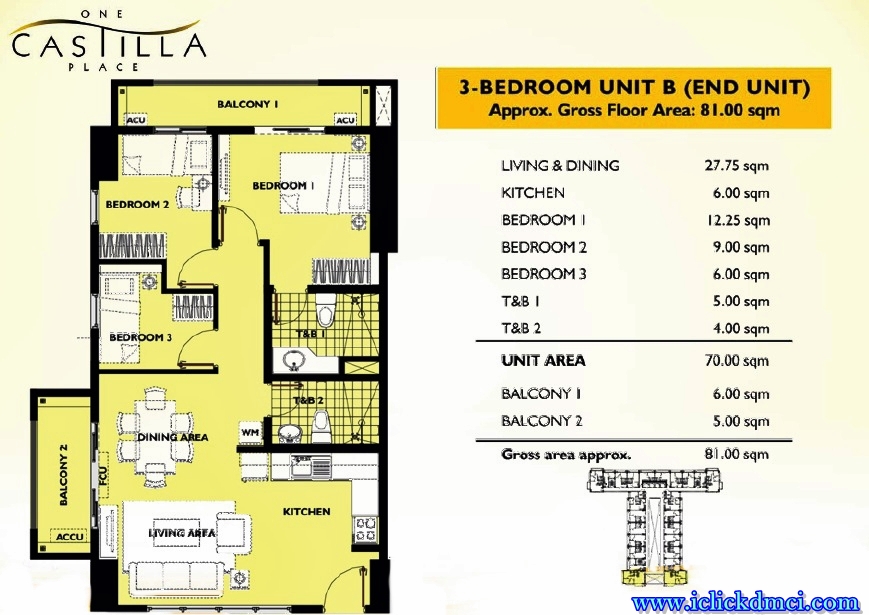 ONE
CASTILLA
PLACE
3-BEDROOM UNIT B (END UNIT)
Approx. Gross Floor Area: 81.00 sqm
LIVING & DINING 27.75 sqm
KITCHEN 6.00 sqm
BEDROOM 1 12.25 sqm
BEDROOM 2 9.00 sqm
BEDROOM 3 6.00 sqm
T&B 1 5.00 sqm
T&B 2 4.00 sqm
UNIT AREA 70.00 sqm
BALCONY 1 6.00 sqm
BALCONY 2 5.00 sqm
Gross area approx. 81.00 sqm
BALCONY 1
ACU
ACU
BEDROOM 1
BEDROOM 2
T&B 1
BEDROOM 3
T&B 2
WM
DINING AREA
BALCONY 2
FCU
KITCHEN
LIVING AREA
ACCU
www.iclickdmci.com